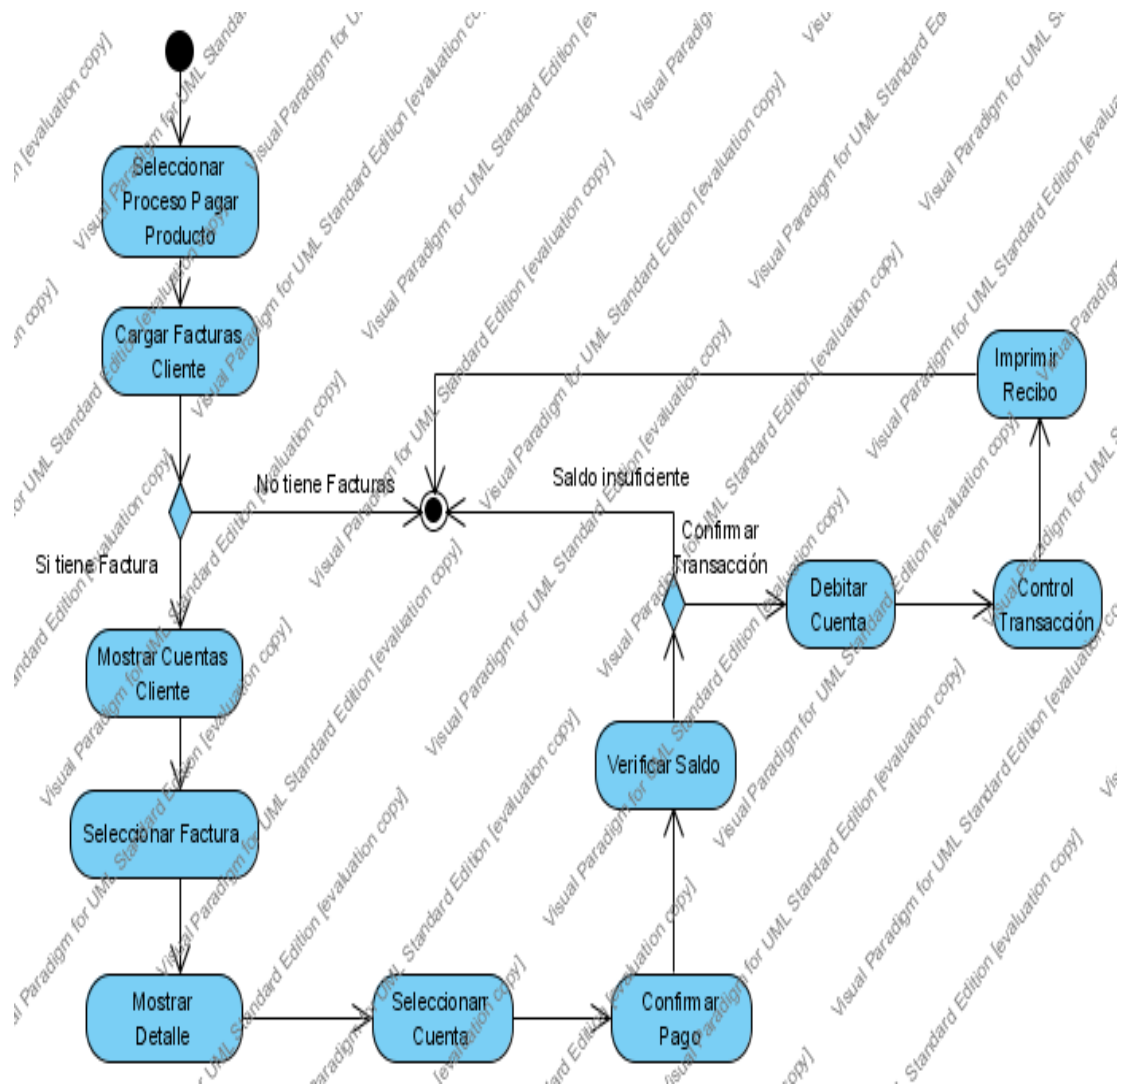 Seleccionar
Proceso Pagar
Producto
Cargar Facturas
Cliente
No tiene Facturas
Si tiene Factura
Mostrar Cuentas
Cliente
Seleccionar Factura
Mostrar
Detalle
Seleccionarr
Cuenta
Confirmar
Pago
Verificar Saldo
Saldo insuficiente
Confirmar
Transacción
Debitar
Cuenta
Control
Transacción
Imprimir
Recibo
Visual Paradigm for UML Standard Edition [evaluation copy]